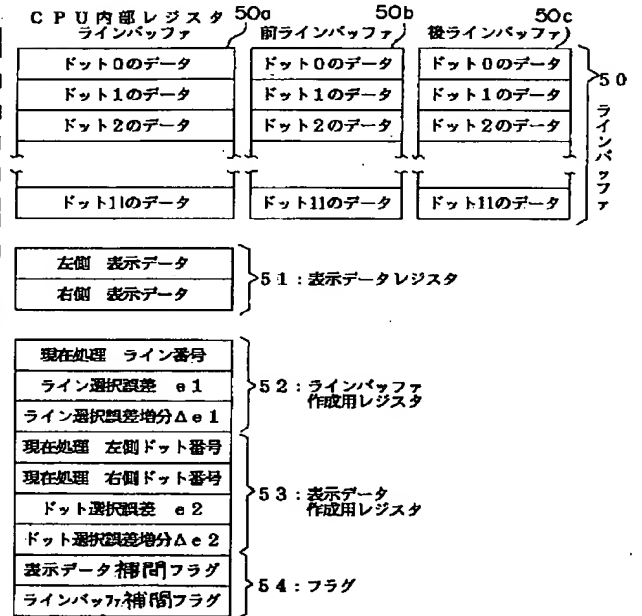 CPU内部レジスタ 50a 50b 50c
ラインバッファ 前ラインバッファ 後ラインバッファ
ドット0のデータ ドット0のデータ ドット0のデータ
ドット1のデータ ドット1のデータ ドット1のデータ
ドット2のデータ ドット2のデータ ドット2のデータ
ドット11のデータ ドット11のデータ ドット11のデータ
50
ラインバッファ
左側 表示データ
右側 表示データ
51:表示データレジスタ
現在処理 ライン番号
ライン選択誤差 e1
ライン選択誤差増分Δe1
52:ラインバッファ
作成用レジスタ
現在処理 左側ドット番号
現在処理 右側ドット番号
ドット選択誤差 e2
ドット選択誤差増分Δe2
53:表示データ
作成用レジスタ
表示データ補間フラグ
ラインバッファ補間フラグ
54:フラグ